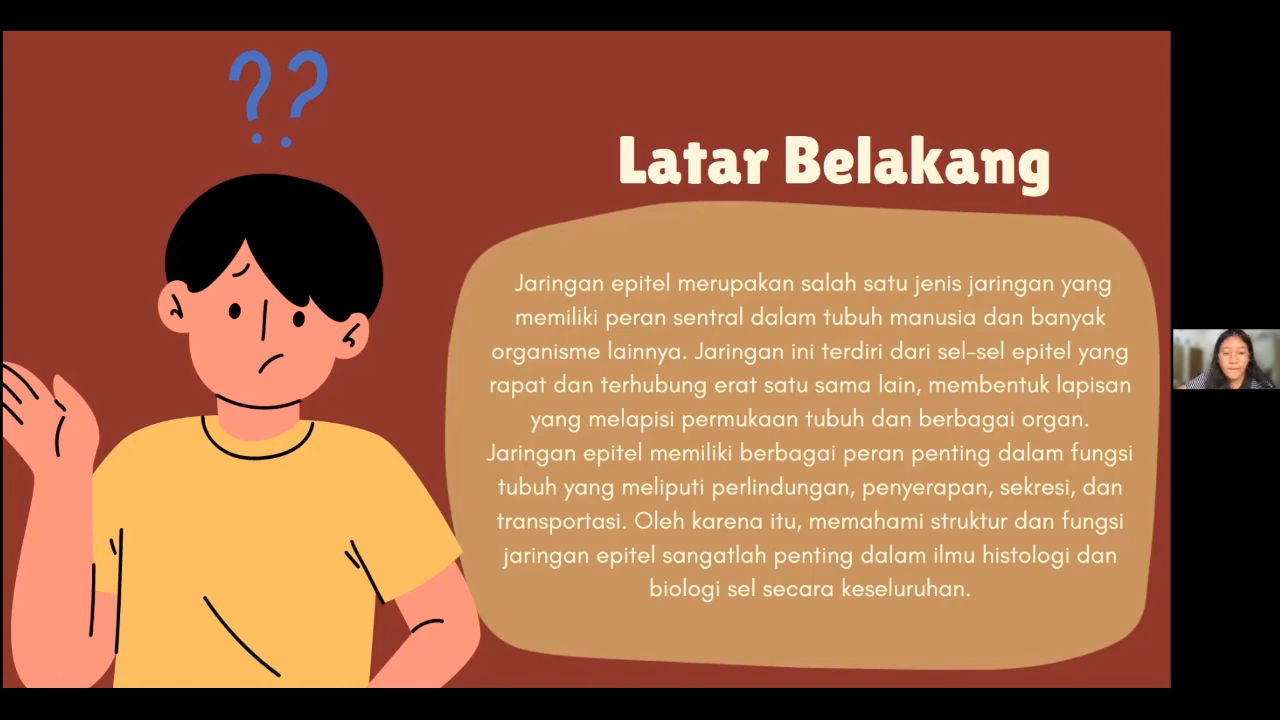 ??
Latar Belakang
Jaringan epitel merupakan salah satu jenis jaringan yang
memiliki peran sentral dalam tubuh manusia dan banyak
organisme lainnya. Jaringan ini terdiri dari sel-sel epitel yang
rapat dan terhubung erat satu sama lain, membentuk lapisan
yang melapisi permukaan tubuh dan berbagai organ.
Jaringan epitel memiliki berbagai peran penting dalam fungsi
tubuh yang meliputi perlindungan, penyerapan, sekresi, dan
transportasi. Oleh karena itu, memahami struktur dan fungsi
jaringan epitel sangatlah penting dalam ilmu histologi dan
biologi sel secara keseluruhan.